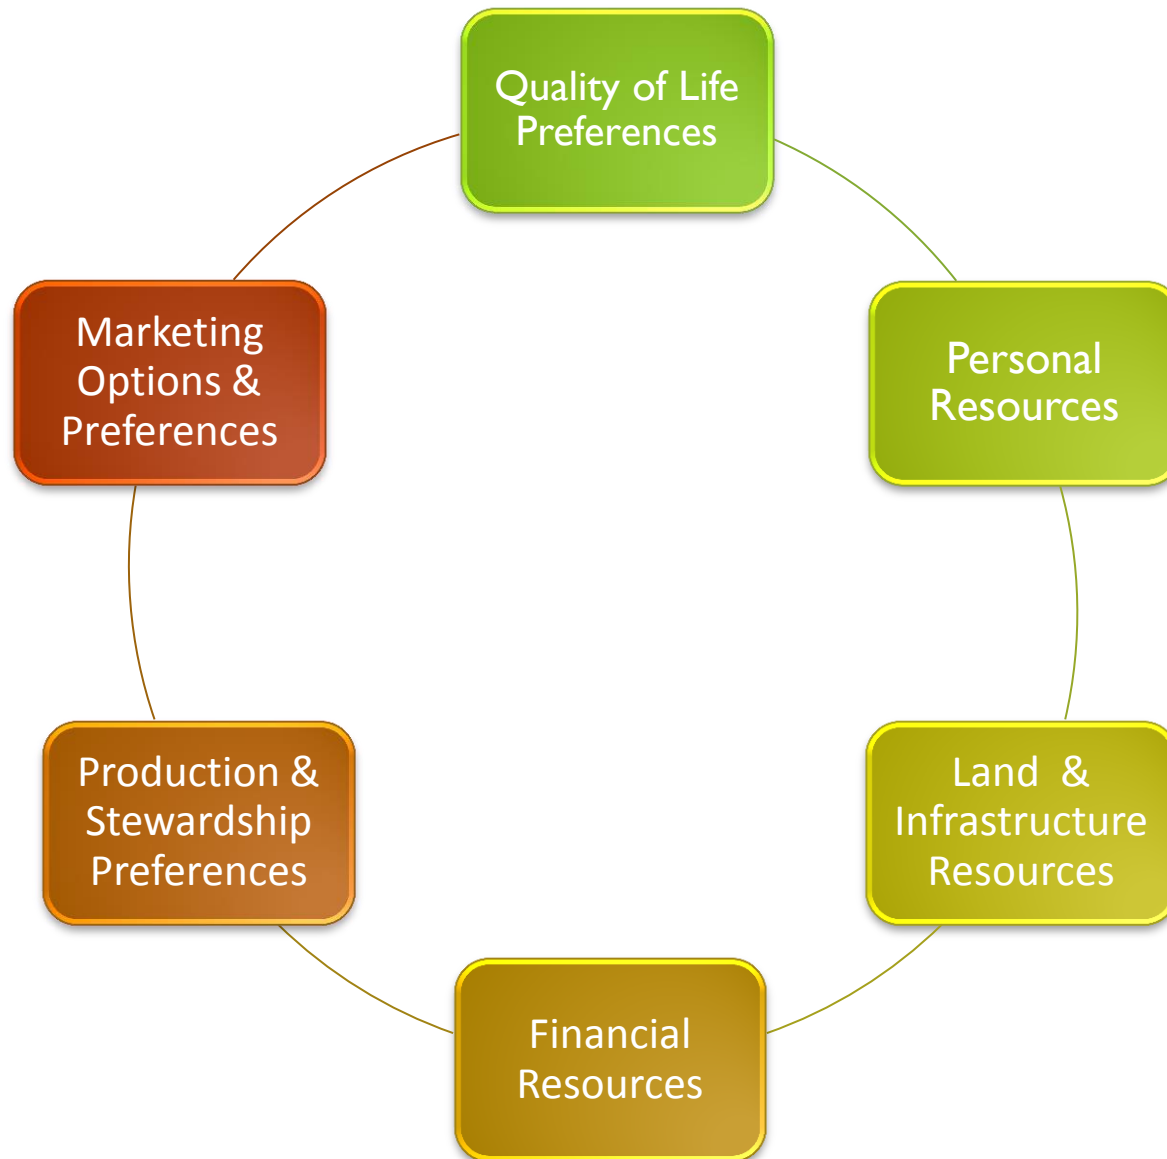 Quality of Life
Preferences
Personal
Resources
Land & 
Infrastructure
Resources
Financial
Resources
Production &
Stewardship
Preferences
Marketing
Options &
Preferences